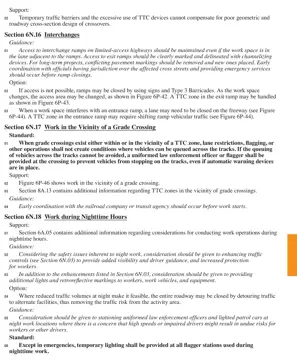 Support:
Temporary traffic barriers and the excessive use of TTC devices cannot compensate for poor geometric and
roadway cross-section design of crossovers.
Section 6N.16 Interchanges
Guidance:
Access to interchange ramps on limited-access highways should be maintained even if the work space is in
the lane adjacent to the ramps. Access to exit ramps should be clearly marked and delineated with channelizing
devices. For long-term projects, conflicting pavement markings should be removed and new ones placed. Early
coordination with officials having jurisdiction over the affected cross streets and providing emergency services
should occur before ramp closings.
Option:
If access is not possible, ramps may be closed by using signs and Type 3 Barricades. As the work space
changes, the access area may be changed, as shown in Figure 6P-42. A TTC zone in the exit ramp may be handled
as shown in Figure 6P-43.
When a work space interferes with an entrance ramp, a lane may need to be closed on the freeway (see Figure
6P-44). A TTC zone in the entrance ramp may require shifting ramp vehicular traffic (see Figure 6P-44).
Section 6N.17 Work in the Vicinity of a Grade Crossing
Standard:
When grade crossings exist either within or in the vicinity of a TTC zone, lane restrictions, flagging, or
other operations shall not create conditions where vehicles can be queued across the tracks. If the queuing
of vehicles across the tracks cannot be avoided, a uniformed law enforcement officer or flagger shall be
provided at the crossing to prevent vehicles from stopping on the tracks, even if automatic warning devices
are in place.
Support:
Figure 6P-46 shows work in the vicinity of a grade crossing.
Section 8A.13 contains additional information regarding TTC zones in the vicinity of grade crossings.
Guidance:
Early coordination with the railroad company or transit agency should occur before work starts.
Section 6N.18 Work during Nighttime Hours
Support:
Section 6A.05 contains additional information regarding considerations for conducting work operations during
nighttime hours.
Guidance:
Considering the safety issues inherent to night work, consideration should be given to enhancing traffic
controls (see Section 6N.03) to provide added visibility and driver guidance, and increased protection
for workers.
In addition to the enhancements listed in Section 6N.03, consideration should be given to providing
additional lights and retroreflective markings to workers, work vehicles, and equipment.
Option:
Where reduced traffic volumes at night make it feasible, the entire roadway may be closed by detouring traffic
to alternate facilities, thus removing the traffic risk from the activity area.
Guidance:
Consideration should be given to stationing uniformed law enforcement officers and lighted patrol cars at
night work locations where there is a concern that high speeds or impaired drivers might result in undue risks for
workers or other drivers.
Standard:
Except in emergencies, temporary lighting shall be provided at all flagger stations used during
nighttime work.